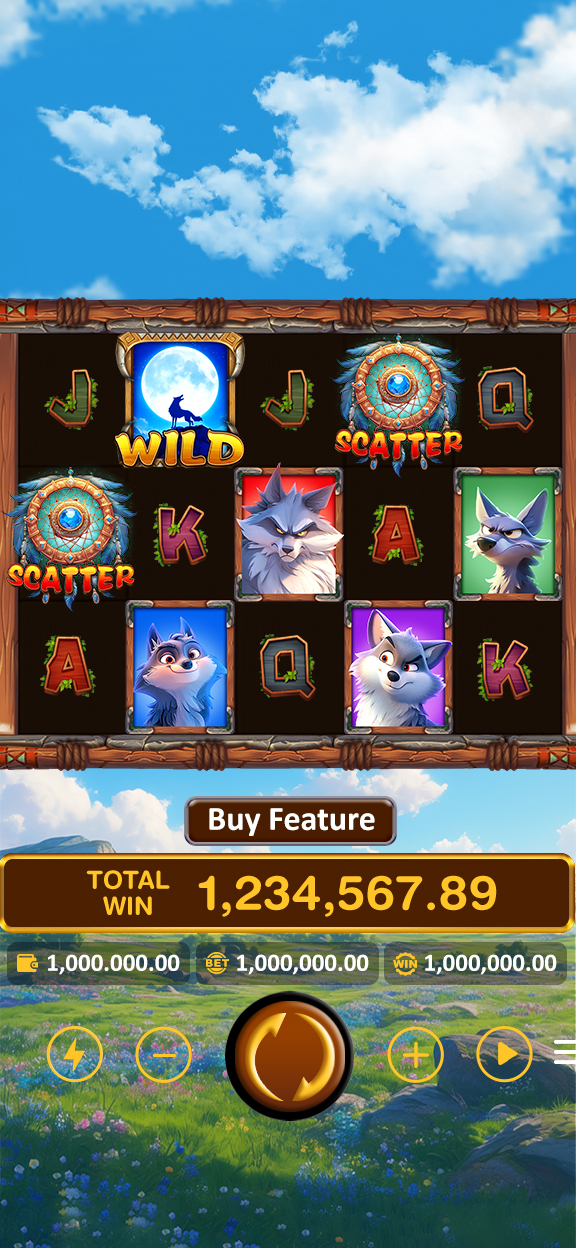 J
WILD
J
SCATTER
Q
SCATTER
K
A
A
Q
K
Buy Feature
TOTAL
WIN
1,234,567.89
1,000.000.00
BET
1,000,000.00
WIN
1,000,000.00